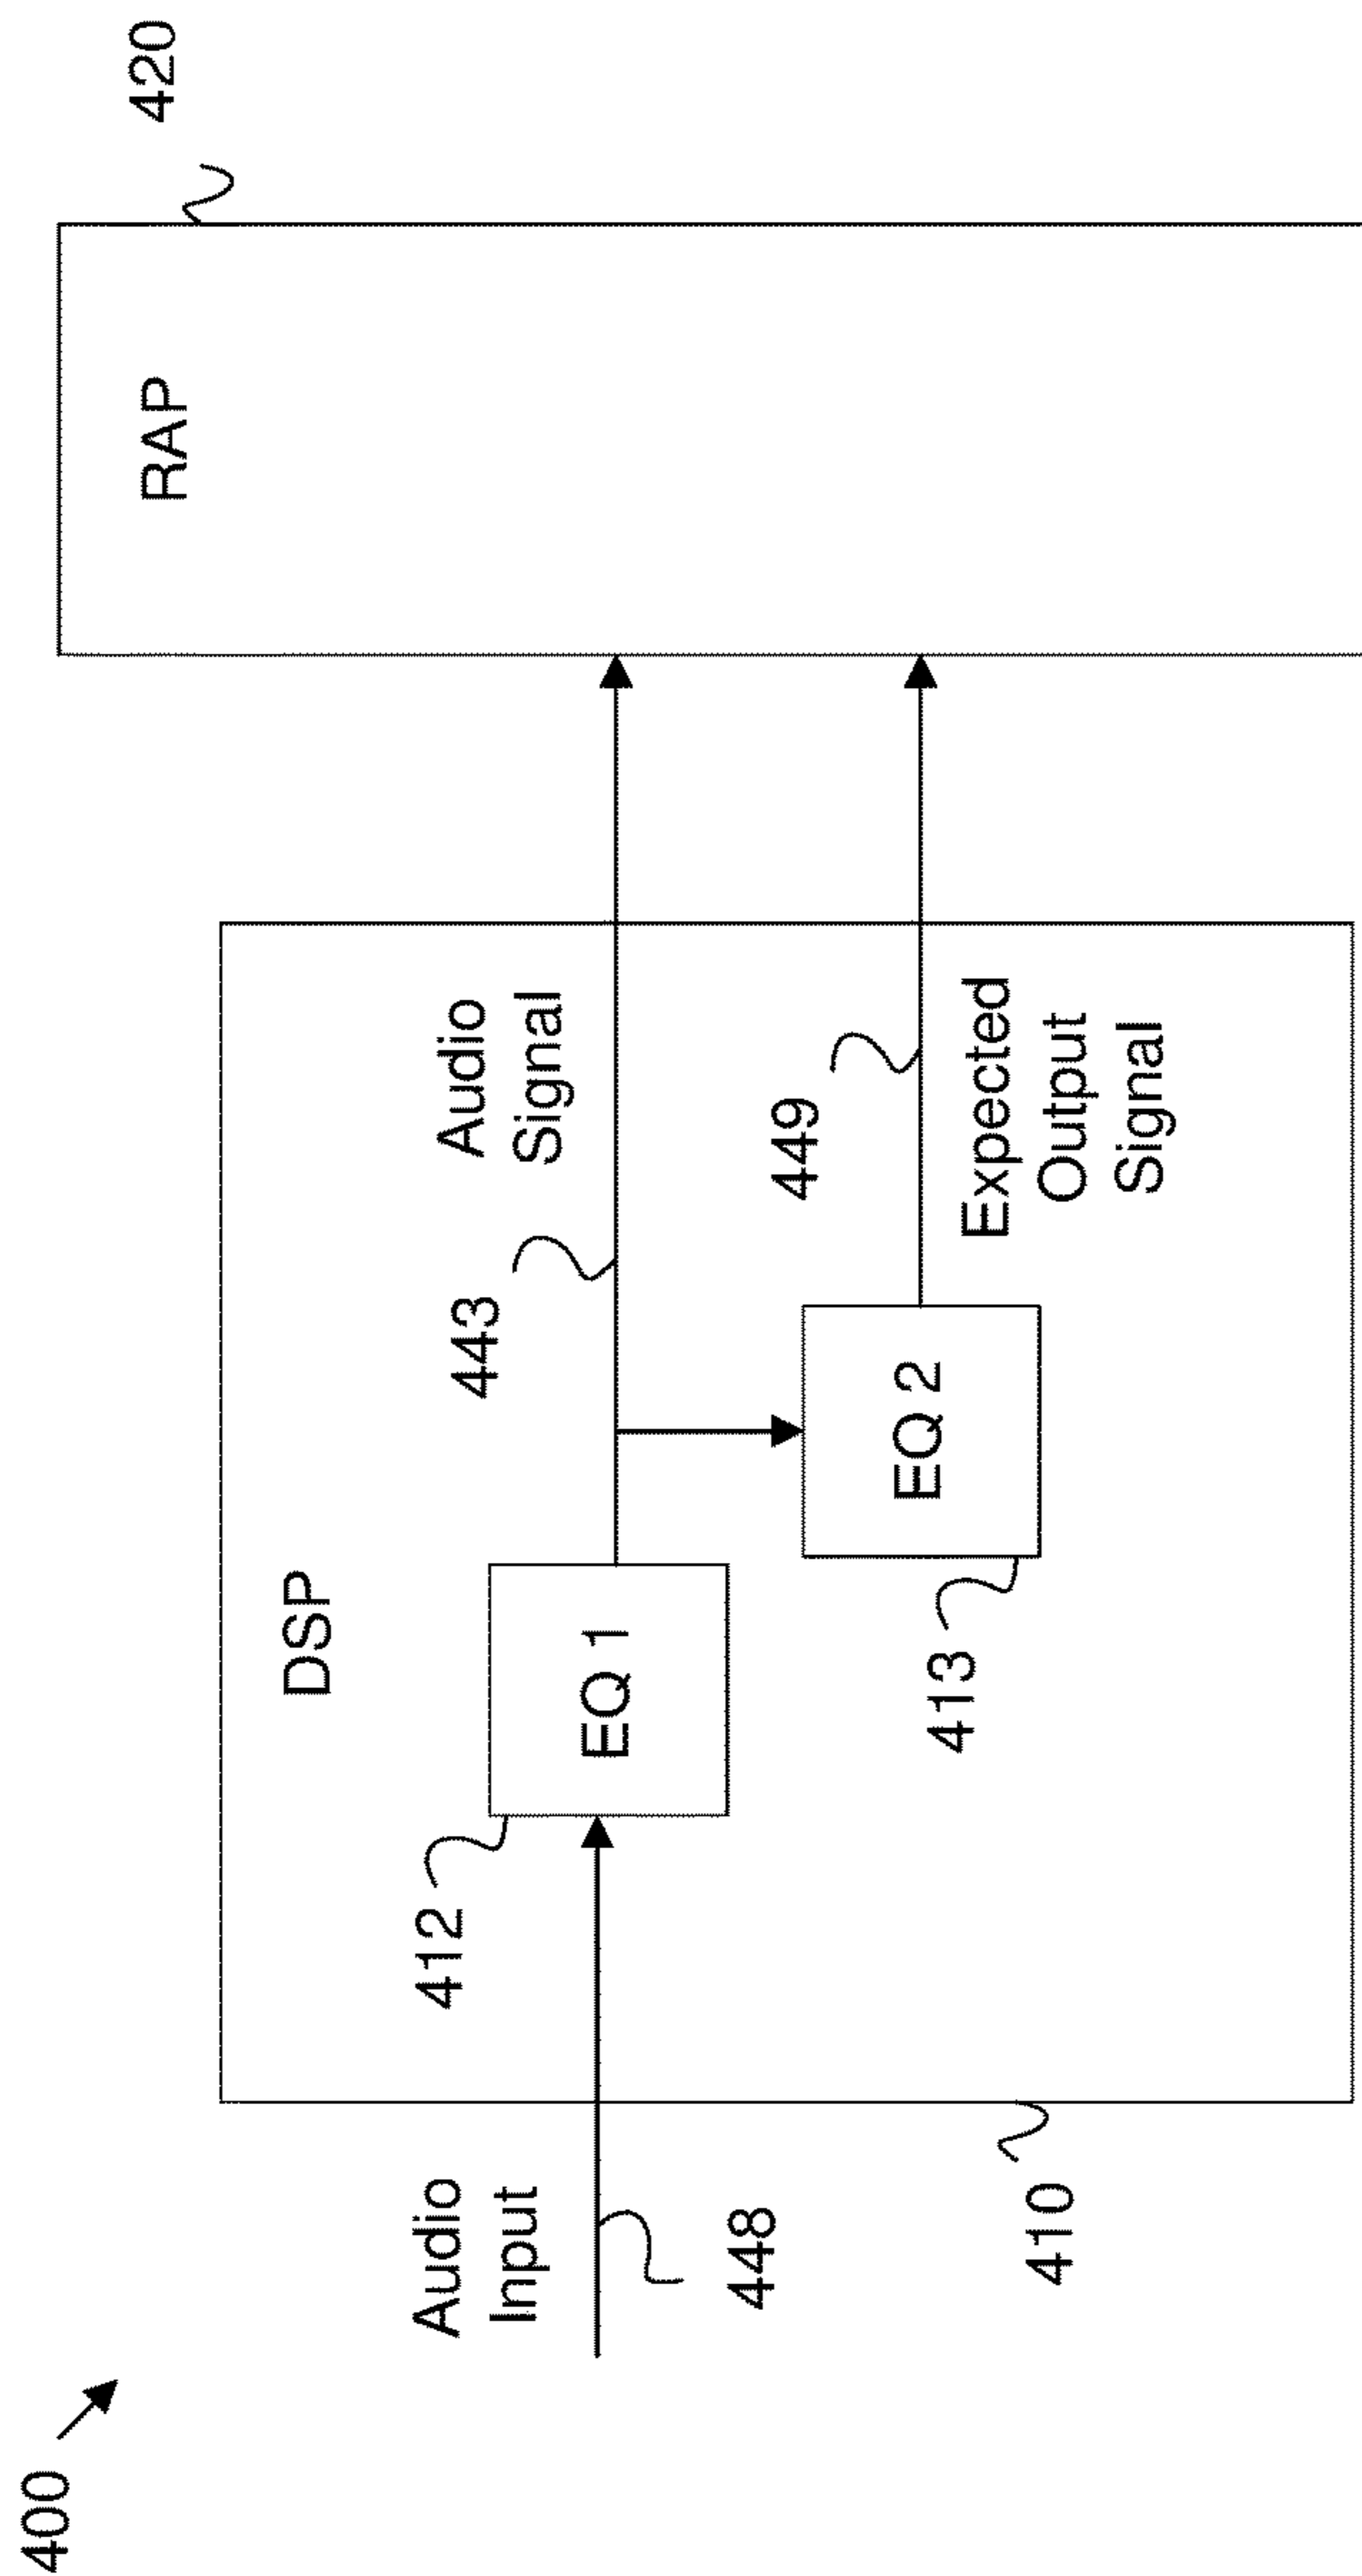 400
420
RAP
DSP
Audio
Input
448
412
EQ 1
443
Audio
Signal
449
Expected
Output
Signal
EQ 2
413
410